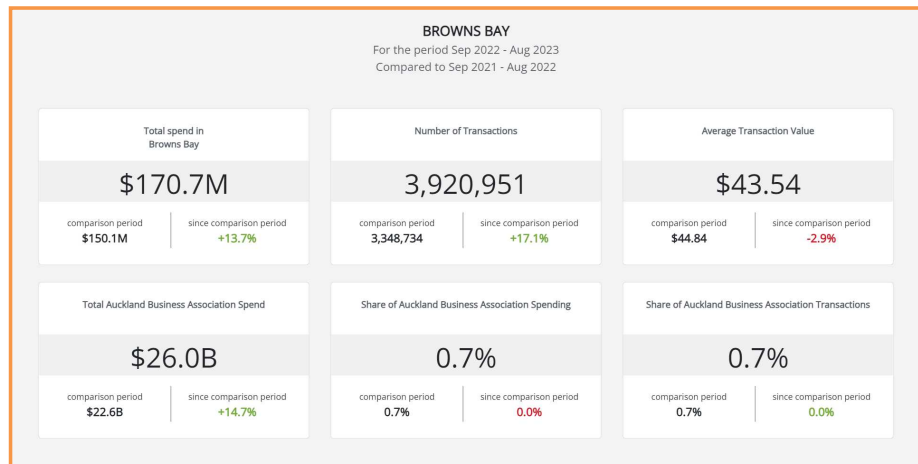 BROWNS BAY
For the period Sep 2022 - Aug 2023
Compared to Sep 2021 - Aug 2022
Total spend in
Browns Bay
$170.7M
comparison period
$150.1M
since comparison period
+13.7%
Number of Transactions
3,920,951
comparison period
3,348,734
since comparison period
+17.1%
Average Transaction Value
$43.54
comparison period
$44.84
since comparison period
-2.9%
Total Auckland Business Association Spend
$26.0B
comparison period
$22.6B
since comparison period
+14.7%
Share of Auckland Business Association Spending
0.7%
comparison period
0.7%
since comparison period
0.0%
Share of Auckland Business Association Transactions
0.7%
comparison period
0.7%
since comparison period
0.0%